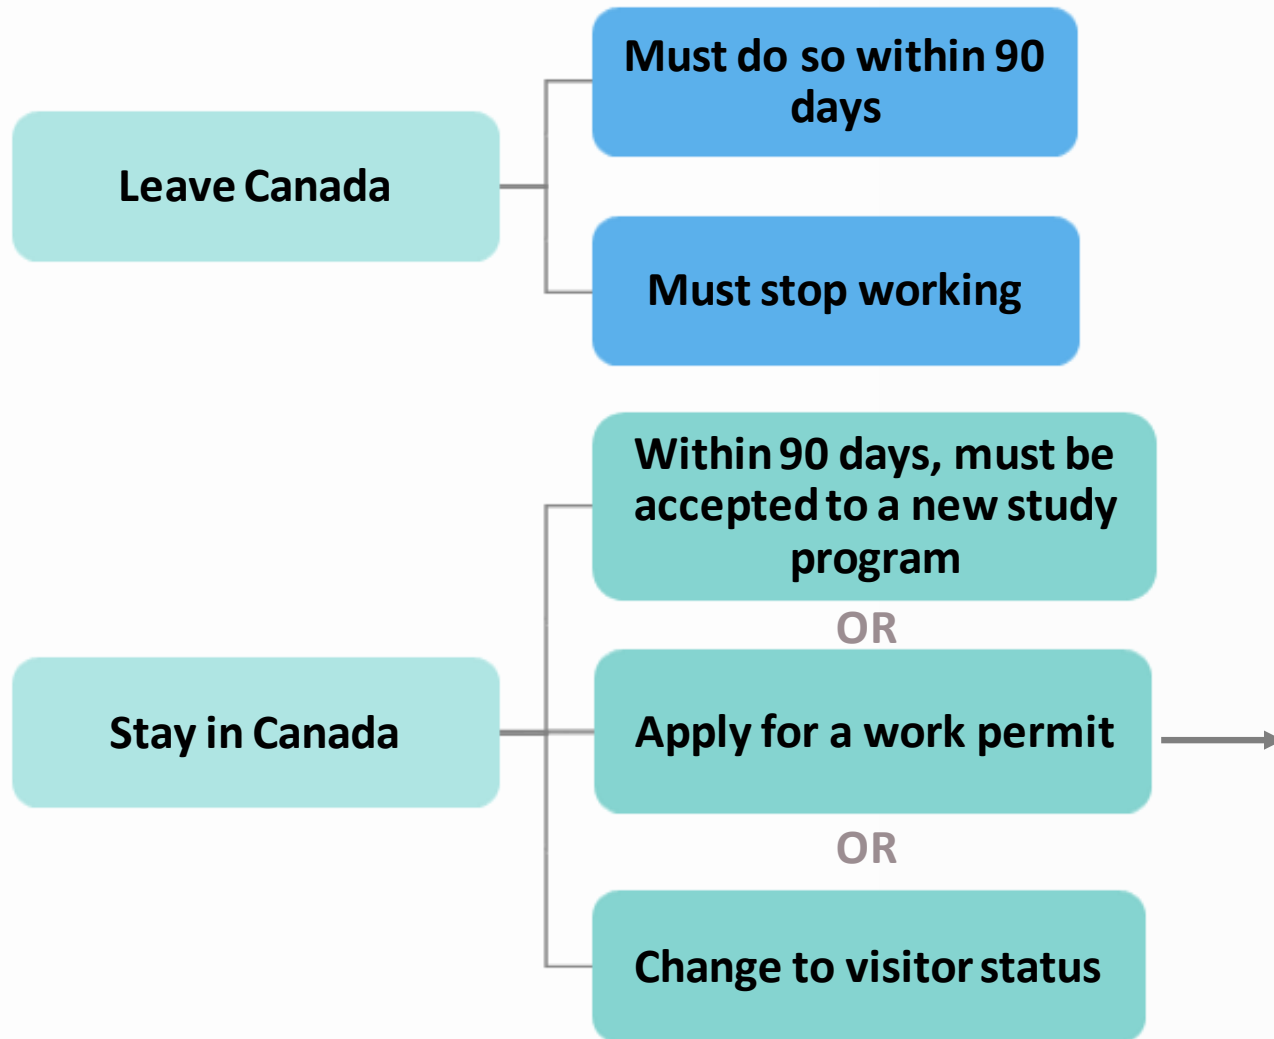 Leave Canada
Must do so within 90
days
Must stop working
Stay in Canada
Within 90 days, must be
accepted to a new study
program
OR
Apply for a work permit
OR
Change to visitor status